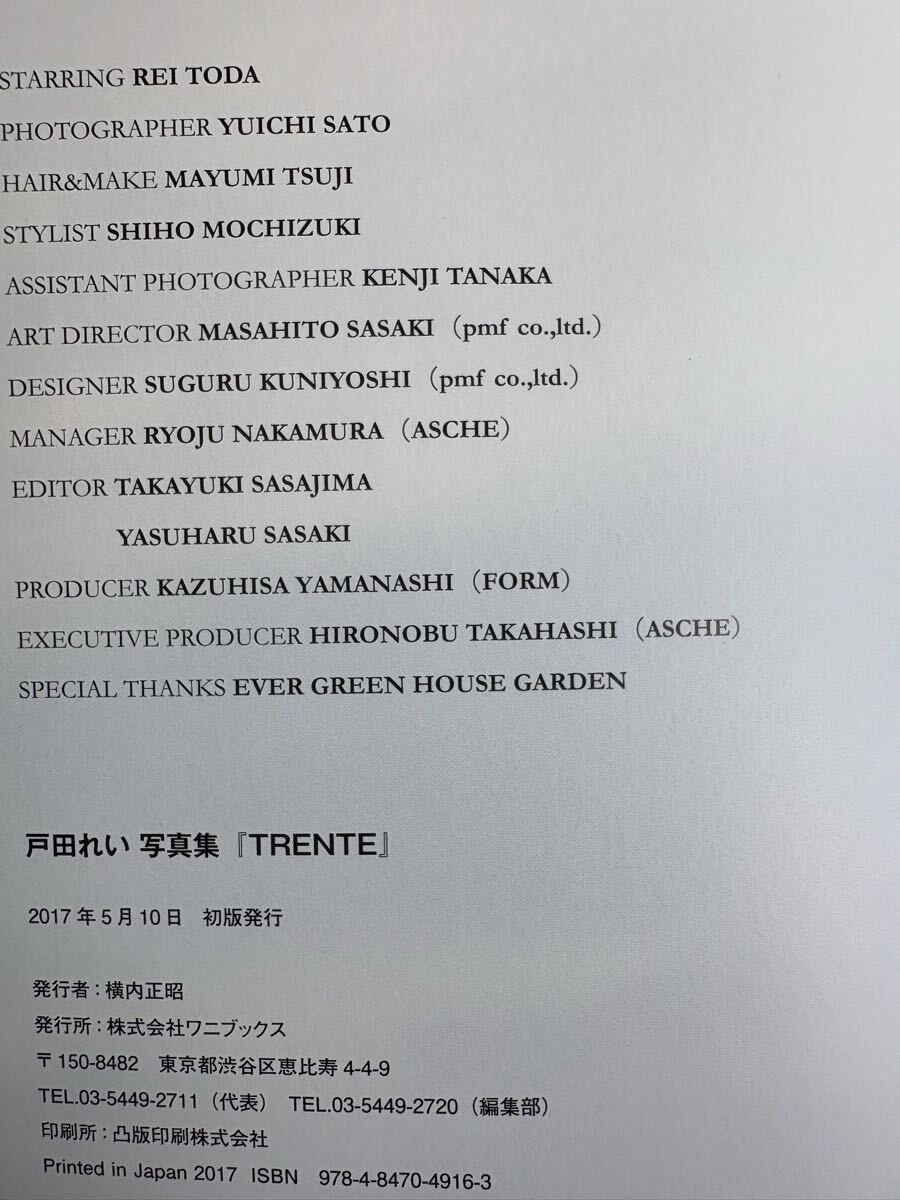 STARRING REI TODA
PHOTOGRAPHER YUICHI SATO
HAIR&MAKE MAYUMI TSUJI
STYLIST SHIHO MOCHIZUKI
ASSISTANT PHOTOGRAPHER KENJI TANAKA
ART DIRECTOR MASAHITO SASAKI（pmf co.,ltd.）
DESIGNER SUGURU KUNIYOSHI（pmf co.,ltd.）
MANAGER RYOJU NAKAMURA（ASCHE）
EDITOR TAKAYUKI SASAJIMA
YASUHARU SASAKI
PRODUCER KAZUHISA YAMANASHI（FORM）
EXECUTIVE PRODUCER HIRONOBU TAKAHASHI（ASCHE）
SPECIAL THANKS EVER GREEN HOUSE GARDEN
戸田れい 写真集『TRENTE』
2017年5月10日　初版発行
発行者：横内正昭
発行所：株式会社ワニブックス
〒150-8482　東京都渋谷区恵比寿4-4-9
TEL.03-5449-2711（代表）　TEL.03-5449-2720（編集部）
印刷所：凸版印刷株式会社
Printed in Japan 2017　ISBN　978-4-8470-4916-3